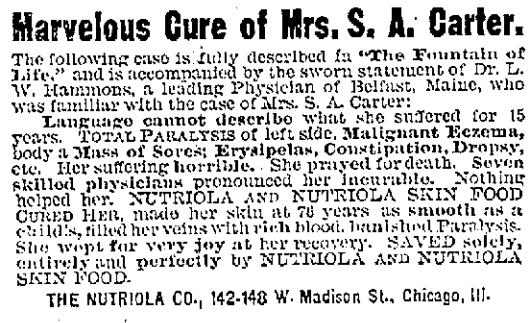 Marvelous Cure of Mrs. S. A. Carter.
The following case is fully described in "The Fountain of
Life," and is accompanied by the sworn statement of Dr. L.
W. Hammons, a leading Physician of Belfast, Maine, who
was familiar with the case of Mrs. S. A. Carter:
Language cannot describe what she suffered for 15
years. TOTAL PARALYSIS of left side, Malignant Eczema,
body a Mass of Sores; Erysipelas, Constipation, Dropsy,
etc. Her suffering horrible. She prayed for death. Seven
skilled physicians pronounced her incurable. Nothing
helped her. NUTRIOLA AND NUTRIOLA SKIN FOOD
CURED HER, made her skin at 76 years as smooth as a
child's, filled her veins with rich blood, banished Paralysis.
She wept for very joy at her recovery. SAVED solely,
entirely and perfectly by NUTRIOLA AND NUTRIOLA
SKIN FOOD.
THE NUTRIOLA CO., 142-148 W. Madison St., Chicago, Ill.